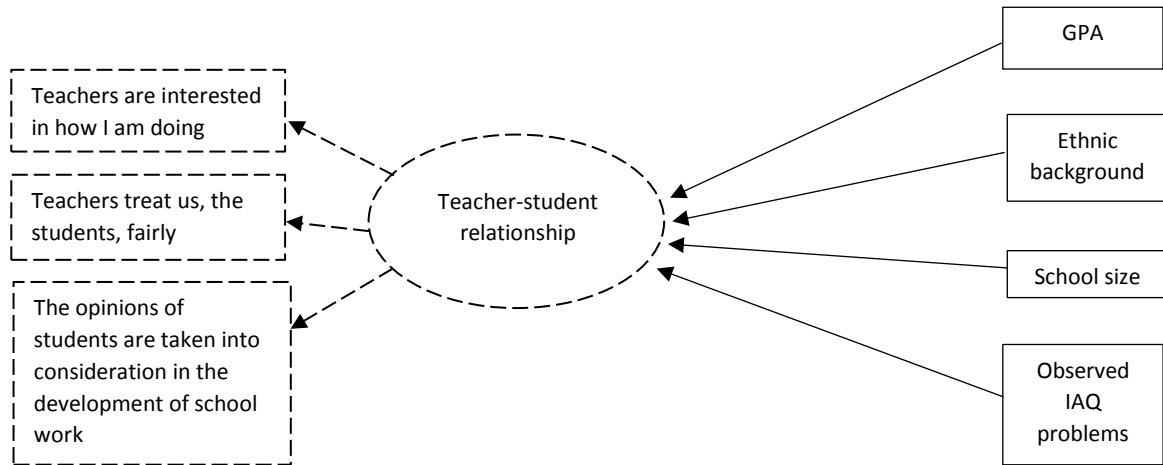 Teachers are interested
in how I am doing
Teachers treat us, the
students, fairly
The opinions of
students are taken into
consideration in the
development of school
work
Teacher-student
relationship
GPA
Ethnic
background
School size
Observed
IAQ
problems